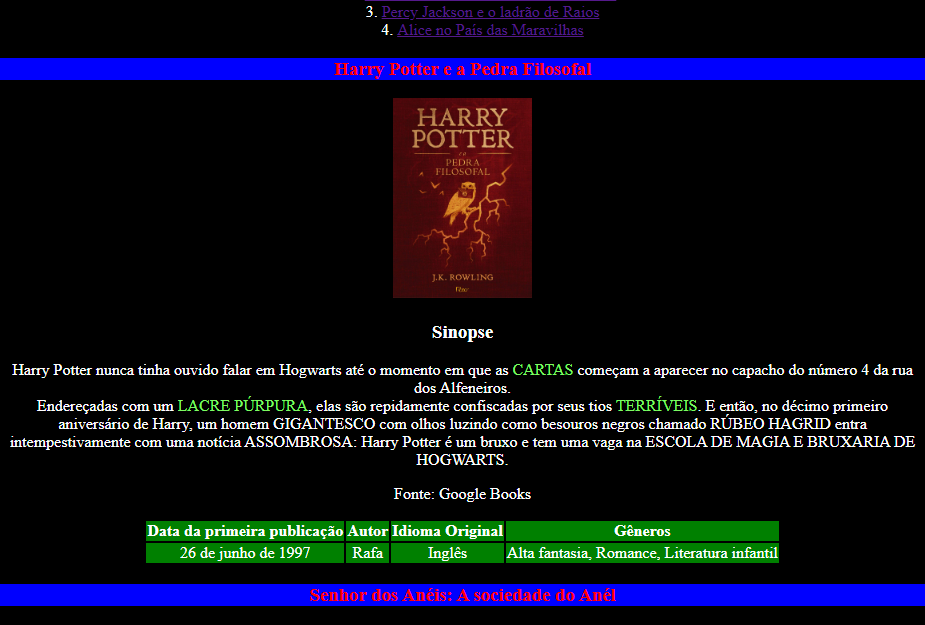 3. Percy Jackson e o ladrão de Raios
4. Alice no Pais das Maravilhas
Harry Potter e a Pedra Filosofal
HARRY
POTTER
e a
PEDRA
FILOSOFAL
J.K. ROWLING
Sinopse
Harry Potter nunca tinha ouvido falar em Hogwarts até o momento em que as CARTAS começam a aparecer no capacho do número 4 da rua
dos Alfeneiros.
Endereçadas com um LACRE PÚRPURA, elas são repidamente confiscadas por seus tios TERRÍVEIS. E então, no décimo primeiro
aniversário de Harry, um homem GIGANTESCO com olhos luzindo como besouros negros chamado RÚBEO HAGRID entra
intempestivamente com uma notícia ASSOMBROSA: Harry Potter é um bruxo e tem uma vaga na ESCOLA DE MAGIA E BRUXARIA DE
HOGWARTS.
Fonte: Google Books
Data da primeira publicação Autor Idioma Original Gêneros
26 de junho de 1997 Rafa Inglês Alta fantasia, Romance, Literatura infantil
Senhor dos Anéis: A sociedade do Anél